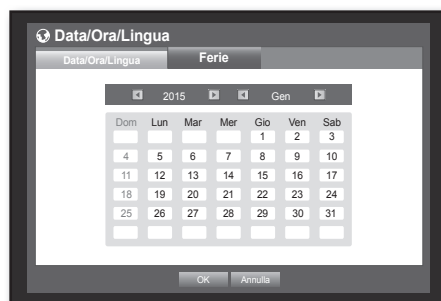 Data/Ora/Lingua
Data/Ora/Lingua Ferie
2015 Gen
Dom Lun Mar Mer Gio Ven Sab
1 2 3
4 5 6 7 8 9 10
11 12 13 14 15 16 17
18 19 20 21 22 23 24
25 26 27 28 29 30 31
OK Annulla